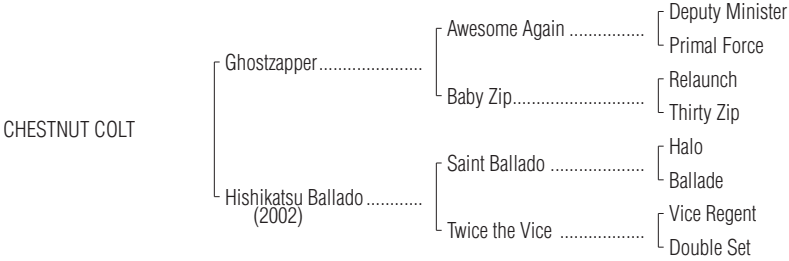 Deputy Minister
Awesome Again ................
Primal Force
Ghostzapper......................
Relaunch
Baby Zip............................
Thirty Zip
CHESTNUT COLT
Halo
Saint Ballado ....................
Ballade
Hishikatsu Ballado............
(2002)
Vice Regent
Twice the Vice ..................
Double Set